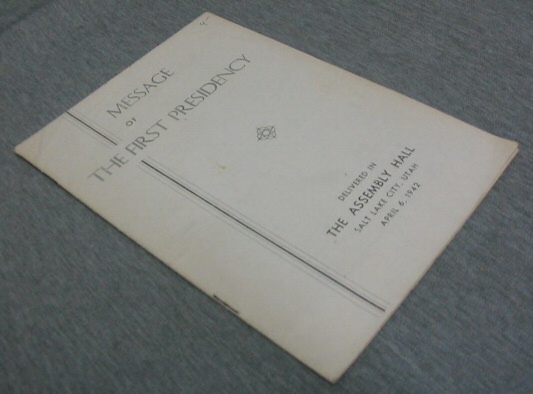 MESSAGE
OF
THE FIRST PRESIDENCY
DELIVERED IN
THE ASSEMBLY HALL
SALT LAKE CITY, UTAH
APRIL 6, 1942